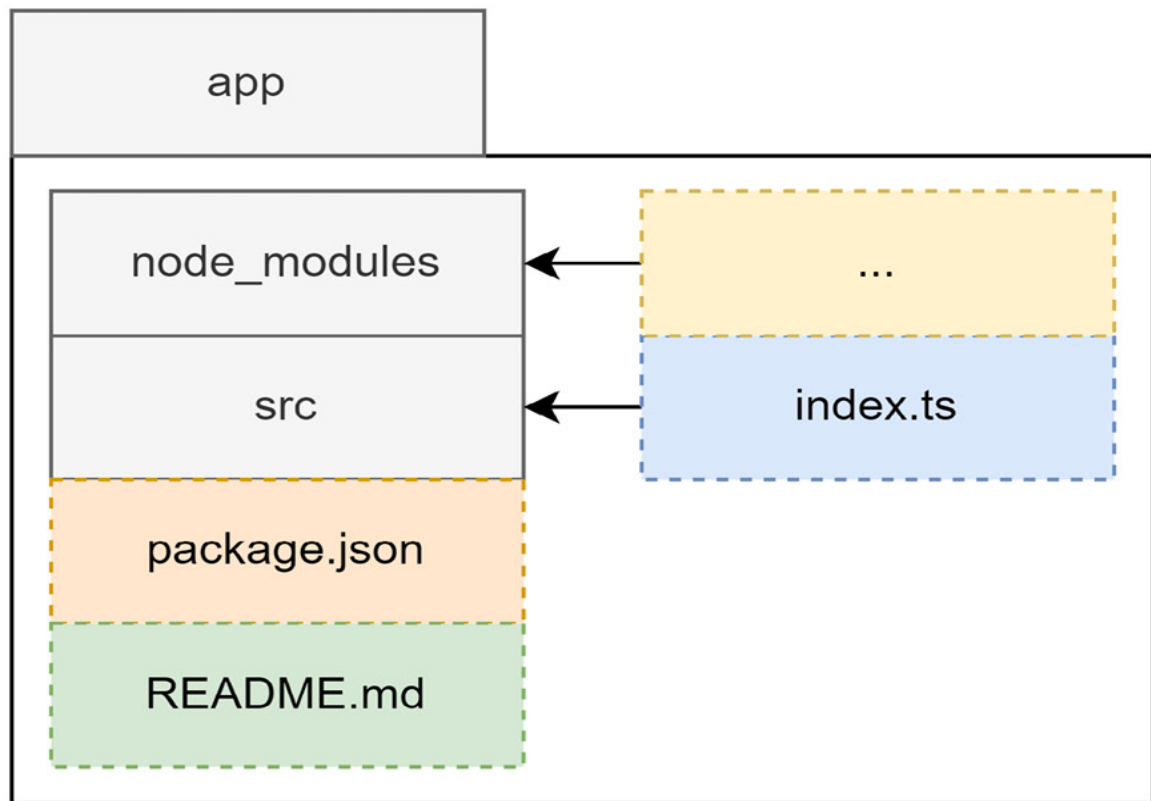 app
node_modules
...
src
index.ts
package.json
README.md